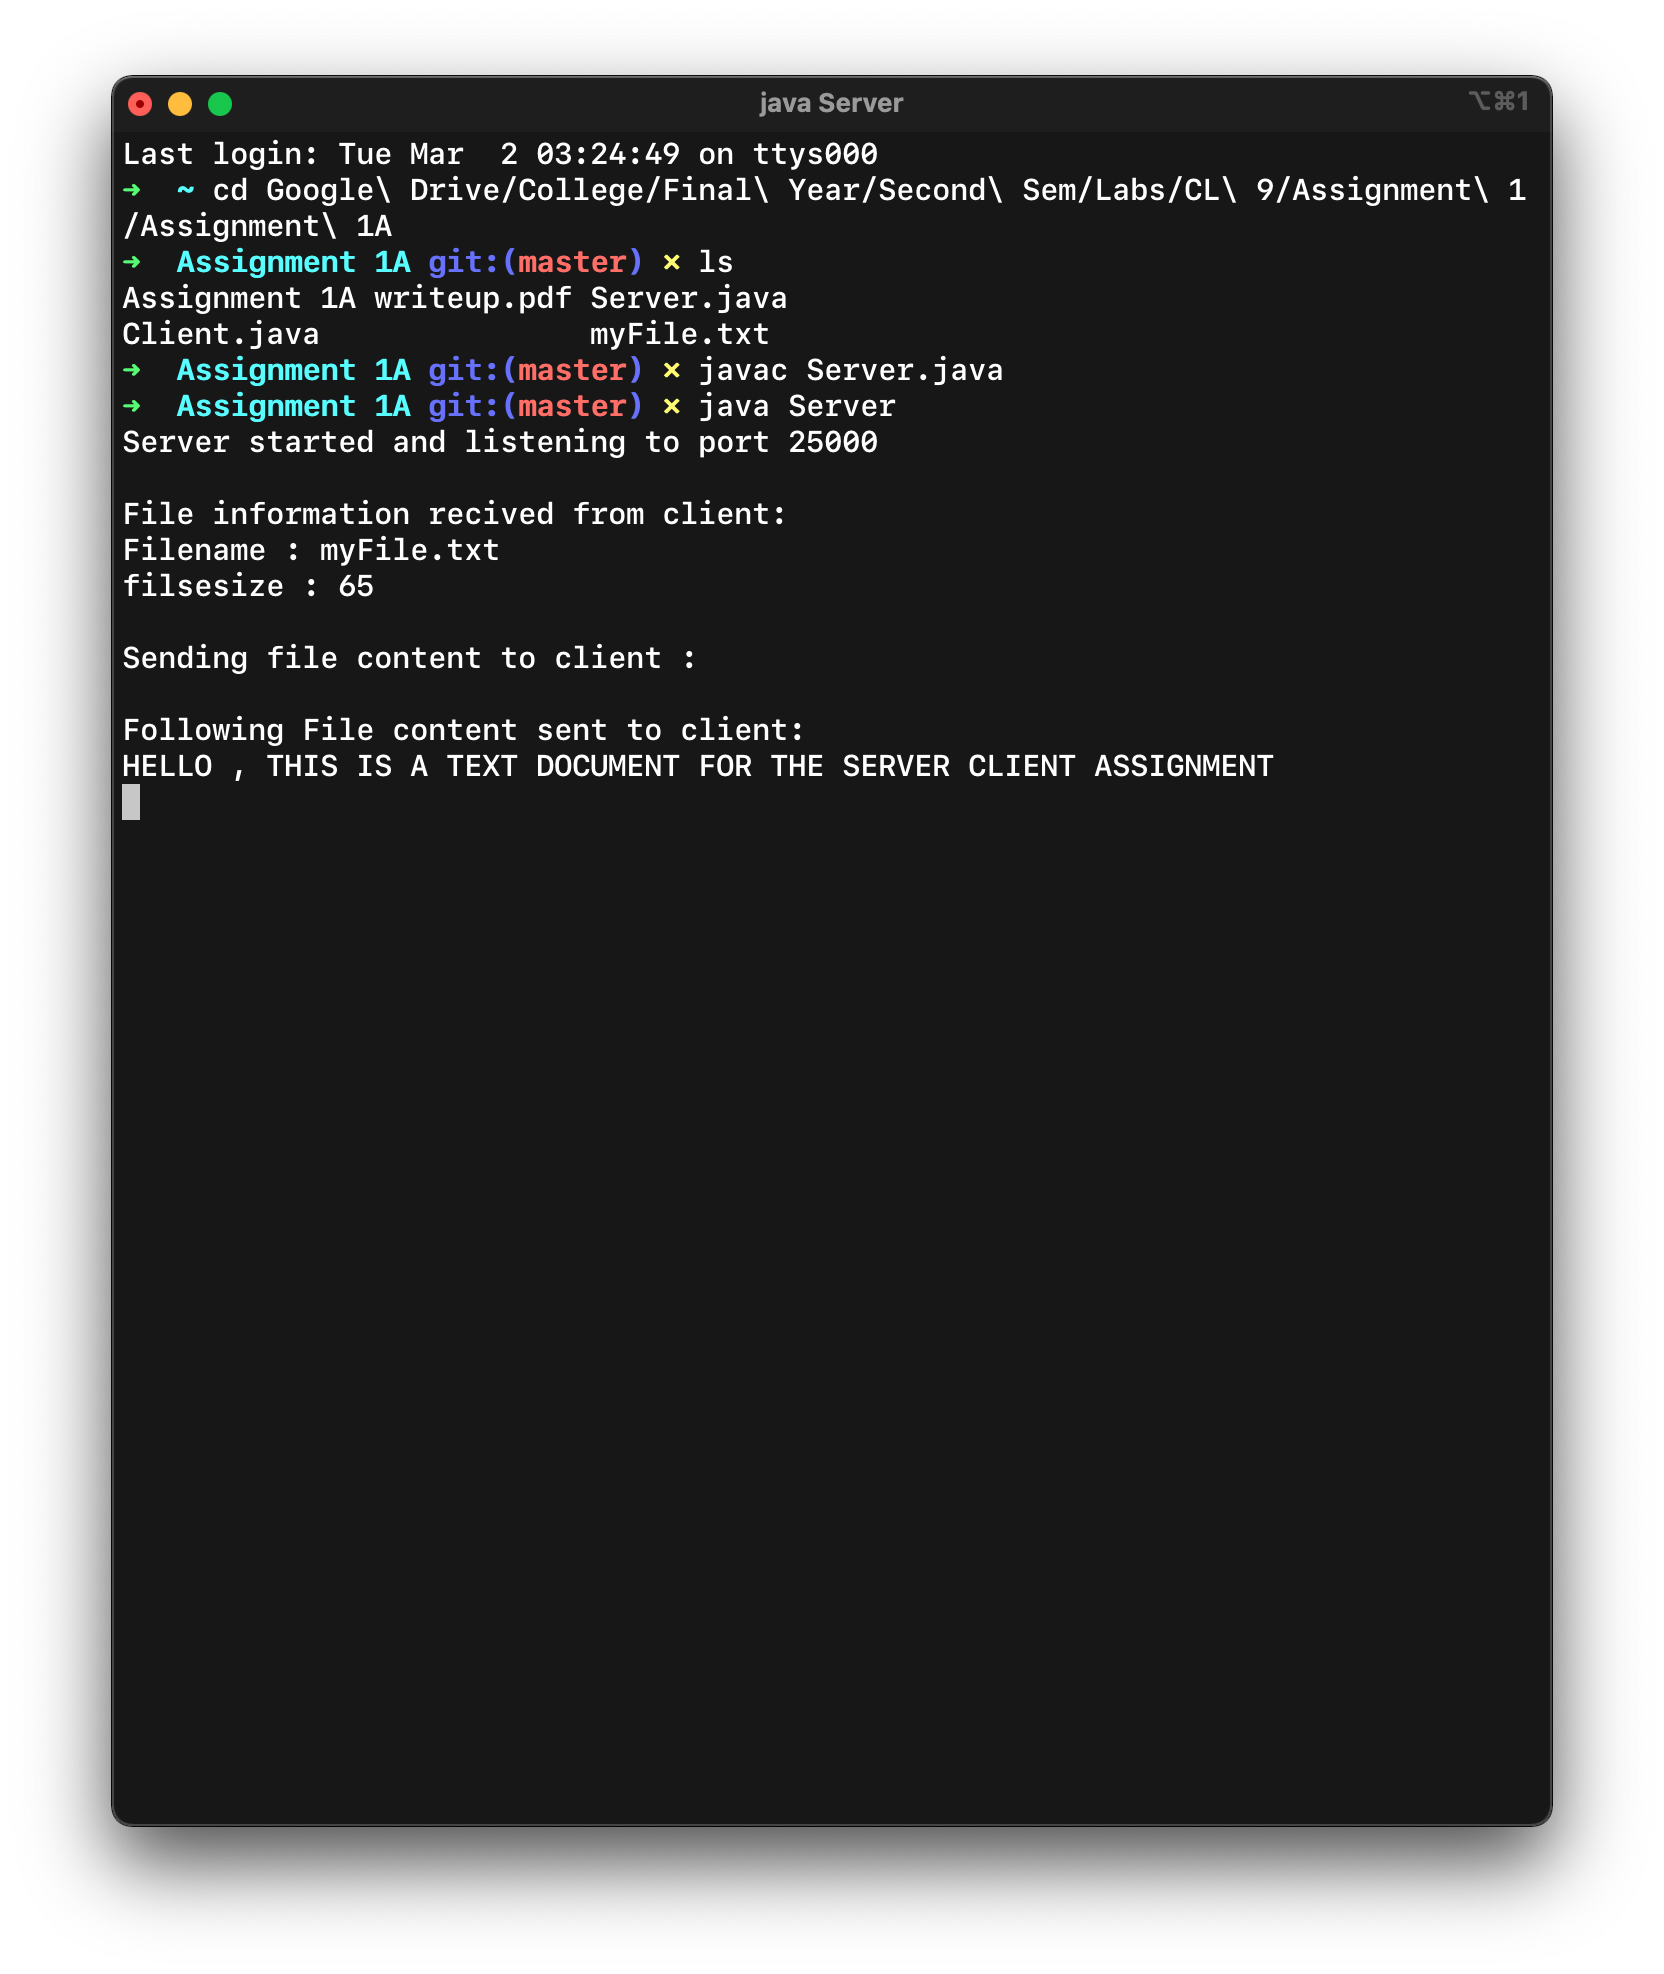 java Server
⌥⌘1
Last login: Tue Mar  2 03:24:49 on ttys000
➜  ~ cd Google\ Drive/College/Final\ Year/Second\ Sem/Labs/CL\ 9/Assignment\ 1
/Assignment\ 1A
➜  Assignment 1A git:(master) × ls
Assignment 1A writeup.pdf Server.java
Client.java               myFile.txt
➜  Assignment 1A git:(master) × javac Server.java
➜  Assignment 1A git:(master) × java Server
Server started and listening to port 25000
File information recived from client:
Filename : myFile.txt
filsesize : 65
Sending file content to client :
Following File content sent to client:
HELLO , THIS IS A TEXT DOCUMENT FOR THE SERVER CLIENT ASSIGNMENT